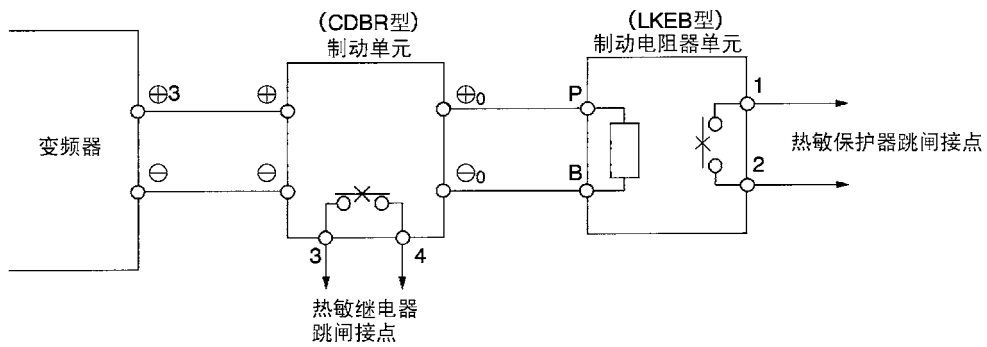 (CDBR型)
制动单元
(LKEB型)
制动电阻器单元
变频器
⊕3
⊕
⊕0
P
1
热敏保护器跳闸接点
⊖
⊖
⊖0
B
2
3
4
热敏继电器
跳闸接点